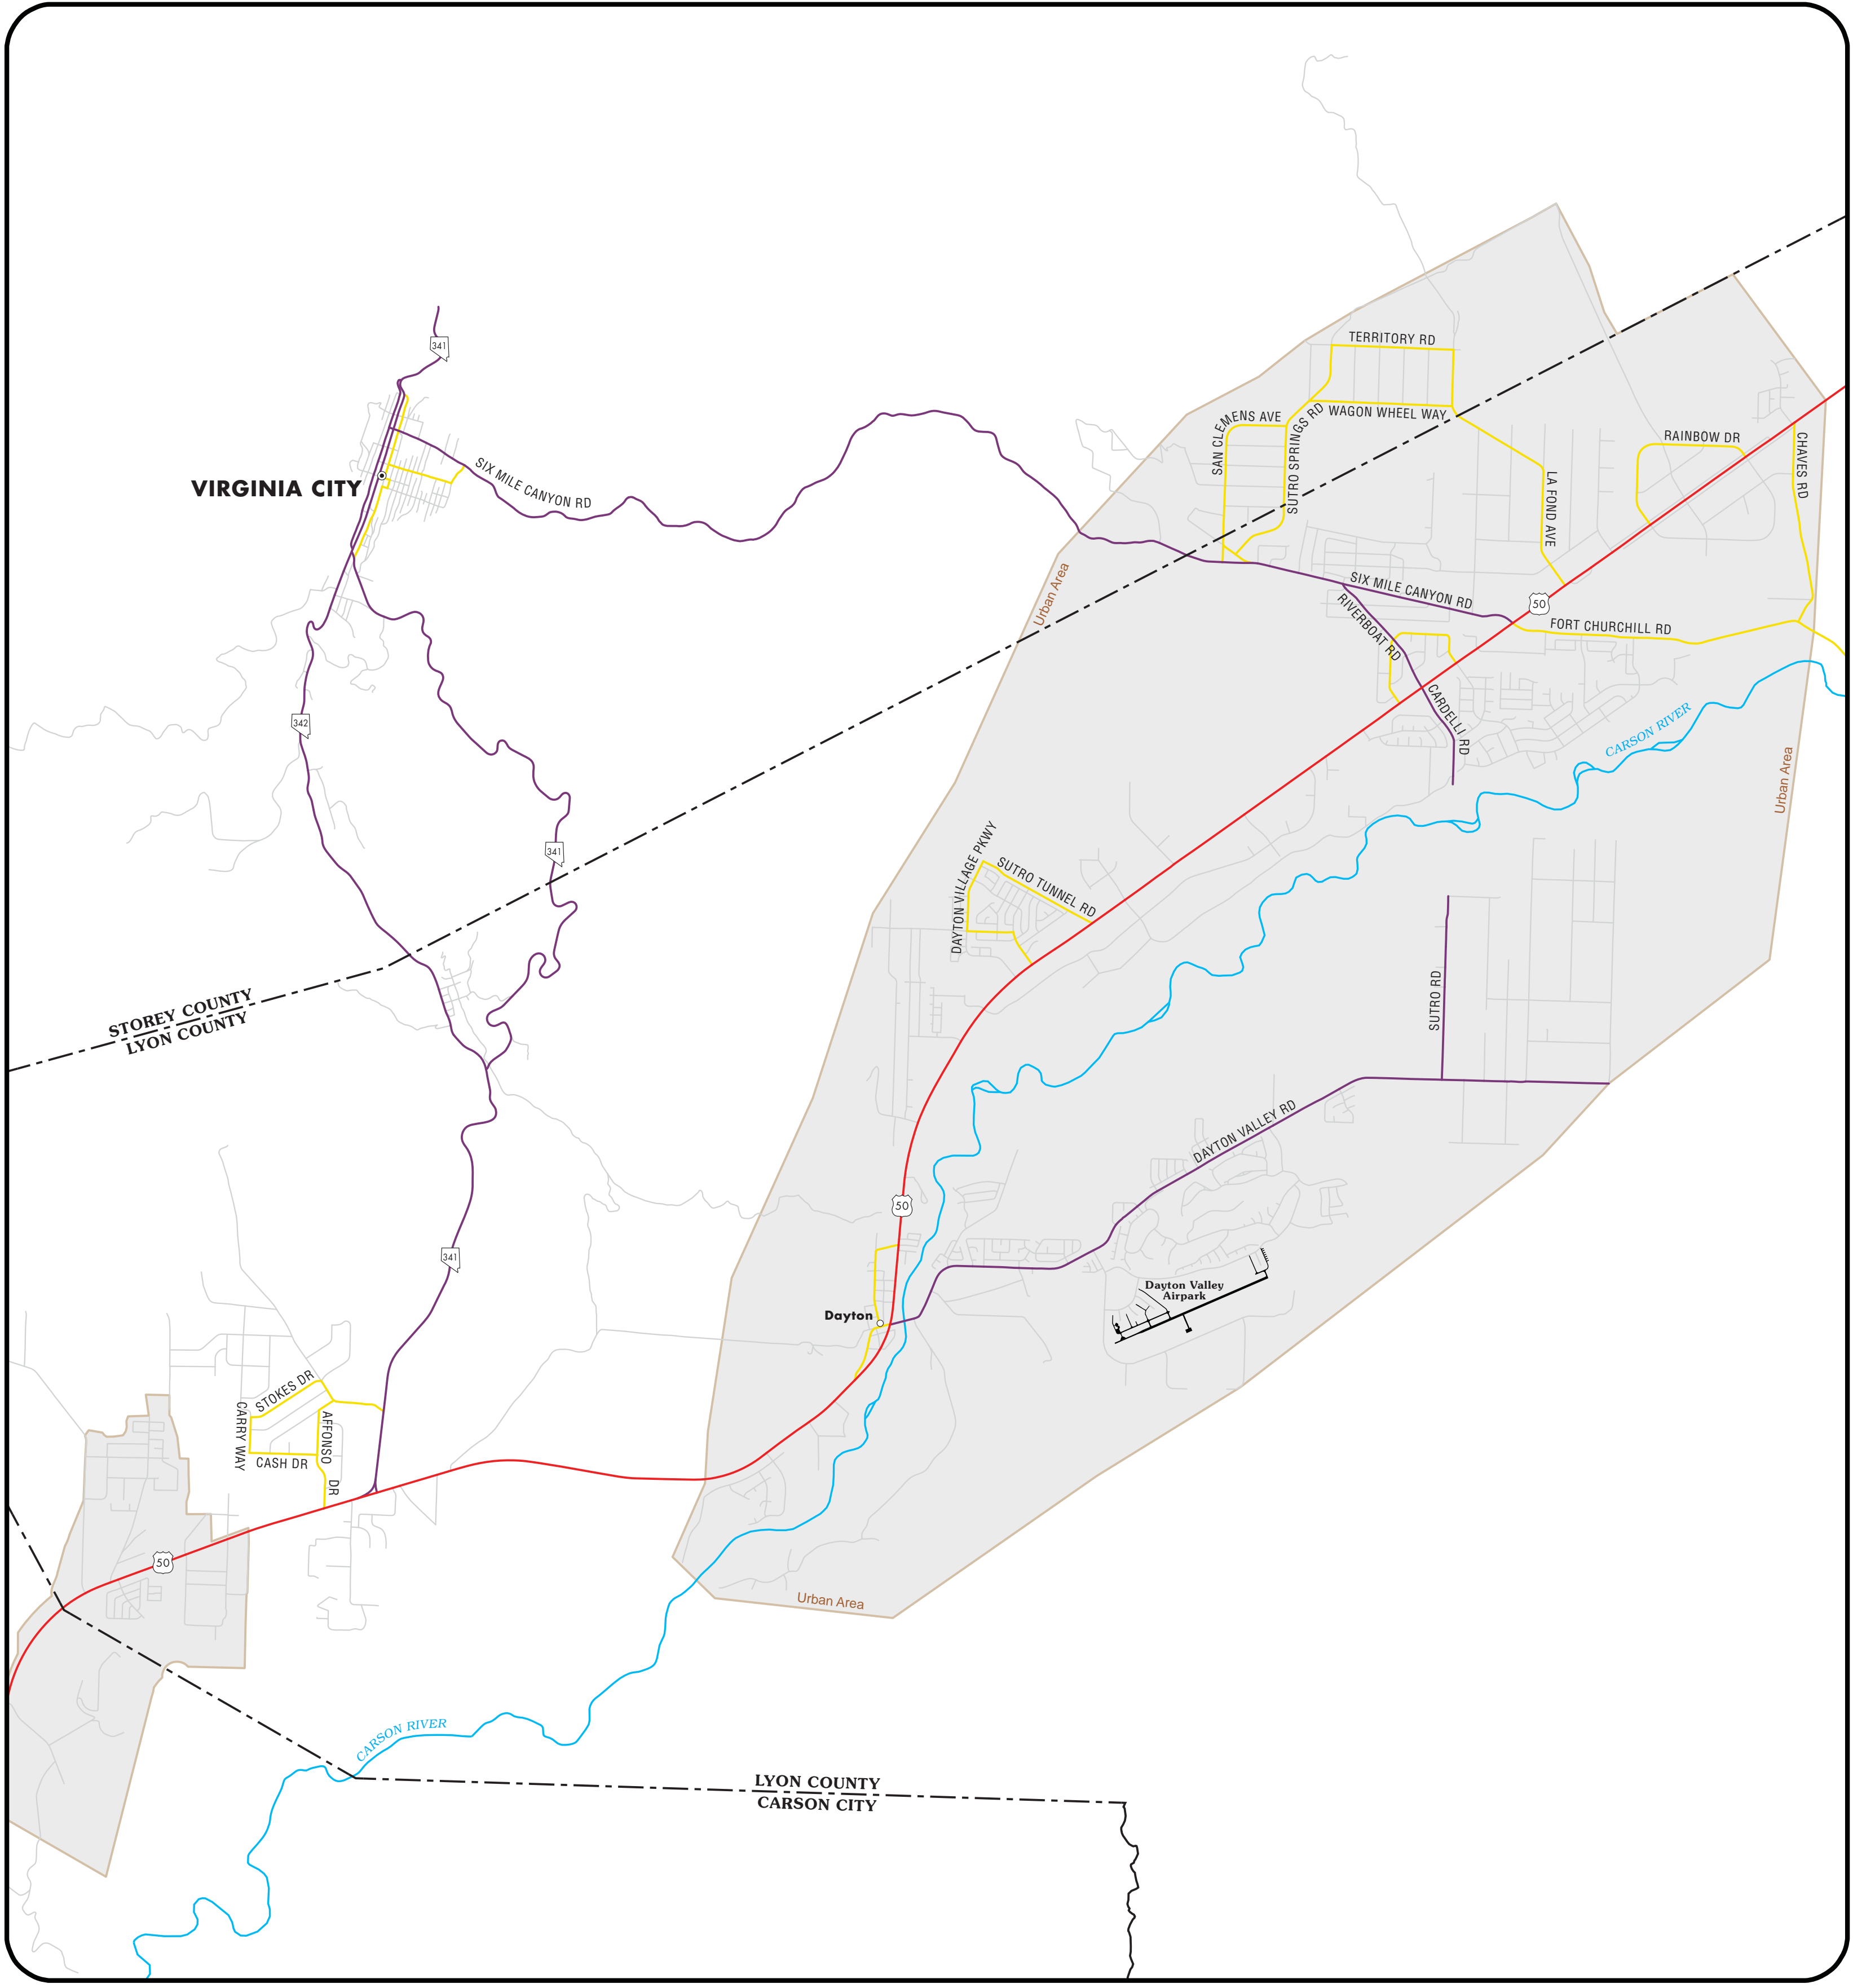 TERRITORY RD
341
WAGON WHEEL WAY
SAN CLEMENS AVE
SUTRO SPRINGS RD
RAINBOW DR
CHAVES RD
LA FOND AVE
VIRGINIA CITY
SIX MILE CANYON RD
Urban Area
SIX MILE CANYON RD
50
RIVERBOAT RD
FORT CHURCHILL RD
CARDELLI RD
CARSON RIVER
Urban Area
342
341
DAYTON VILLAGE PKWY
SUTRO TUNNEL RD
SUTRO RD
STOREY COUNTY
LYON COUNTY
DAYTON VALLEY RD
50
341
Dayton Valley
Airpark
Dayton
STOKES DR
CARRY WAY
AFFONSO DR
CASH DR
50
Urban Area
CARSON RIVER
LYON COUNTY
CARSON CITY